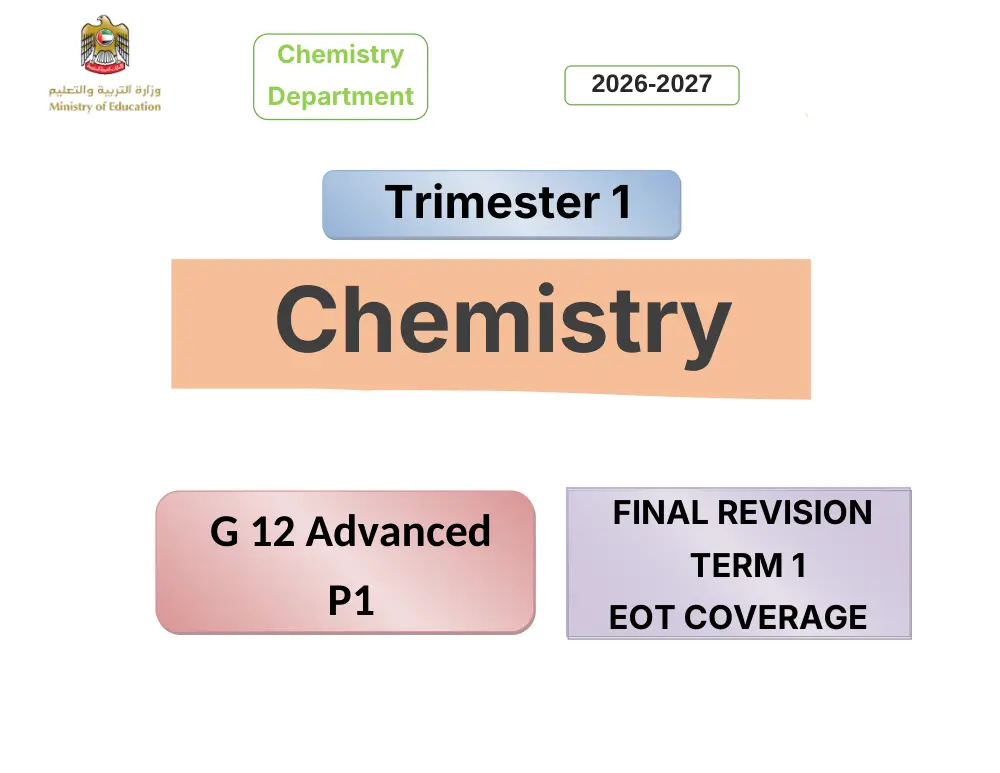 وزارة التربية والتعليم
Ministry of Education
Chemistry
Department
2026-2027
Trimester 1
Chemistry
G 12 Advanced
P1
FINAL REVISION
TERM 1
EOT COVERAGE